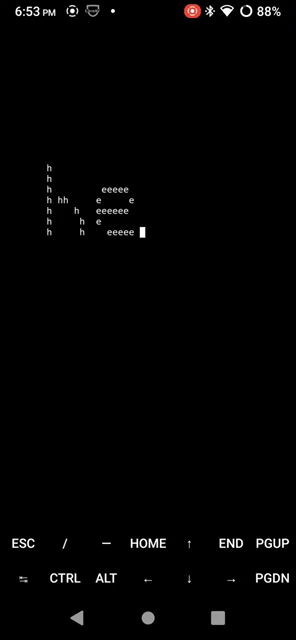 6:53 PM 88%
h
h
h eeeee
h hh e e
h h eeeeee
h h e
h h eeeee
ESC / — HOME ↑ END PGUP
⇆ CTRL ALT ← ↓ → PGDN